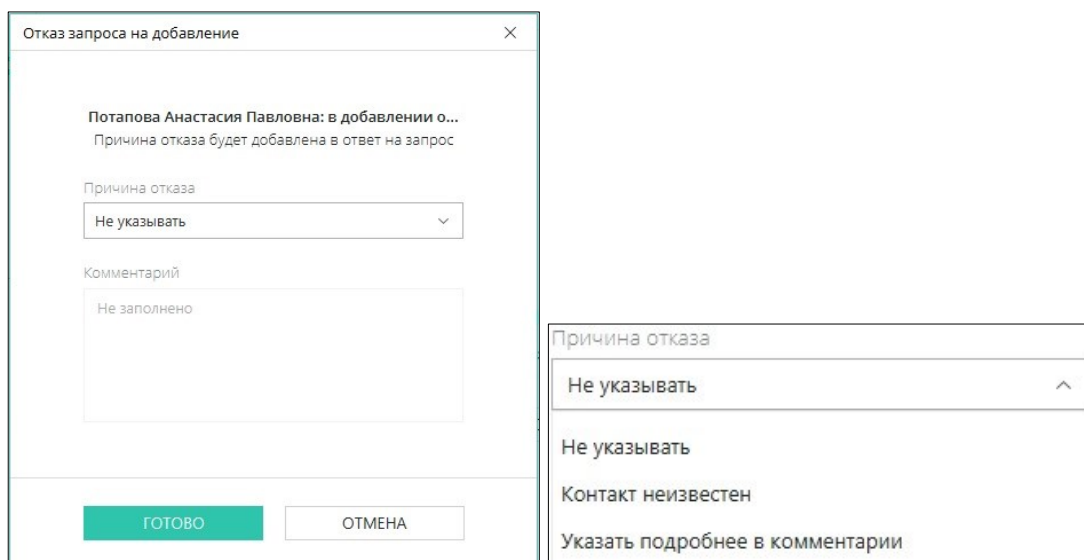 Отказ запроса на добавление
Потапова Анастасия Павловна: в добавлении о...
Причина отказа будет добавлена в ответ на запрос
Причина отказа
Не указывать
Комментарий
Не заполнено
ГОТОВО
ОТМЕНА
Причина отказа
Не указывать
Не указывать
Контакт неизвестен
Указать подробнее в комментарии